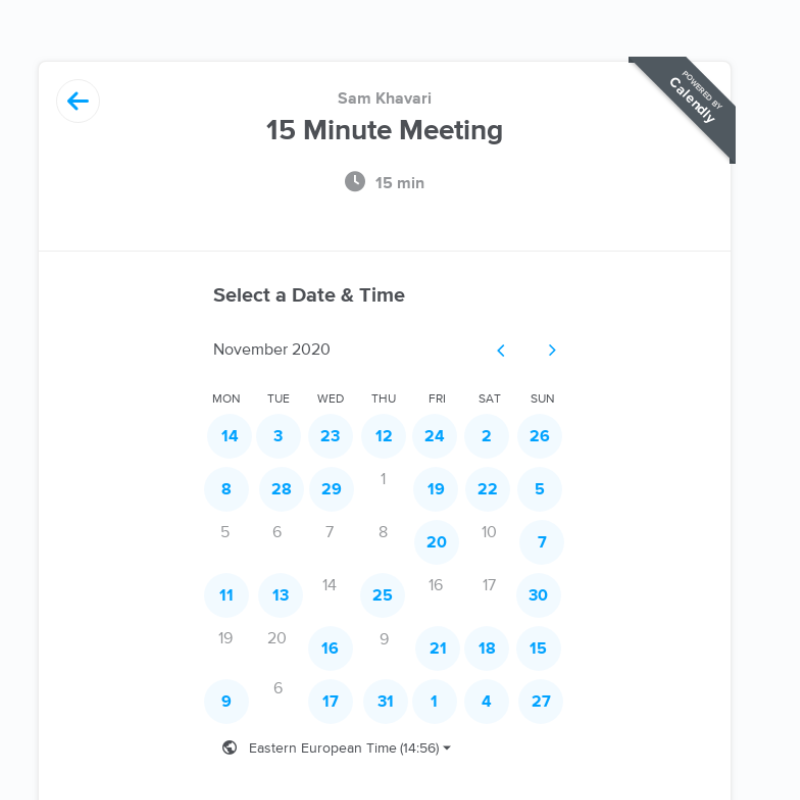 POWERED BY
Calendly
Sam Khavari
15 Minute Meeting
15 min
Select a Date & Time
November 2020
MON TUE WED THU FRI SAT SUN
14 3 23 12 24 2 26
8 28 29 1 19 22 5
5 6 7 8 20 10 7
11 13 14 25 16 17 30
19 20 16 9 21 18 15
9 6 17 31 1 4 27
Eastern European Time (14:56)